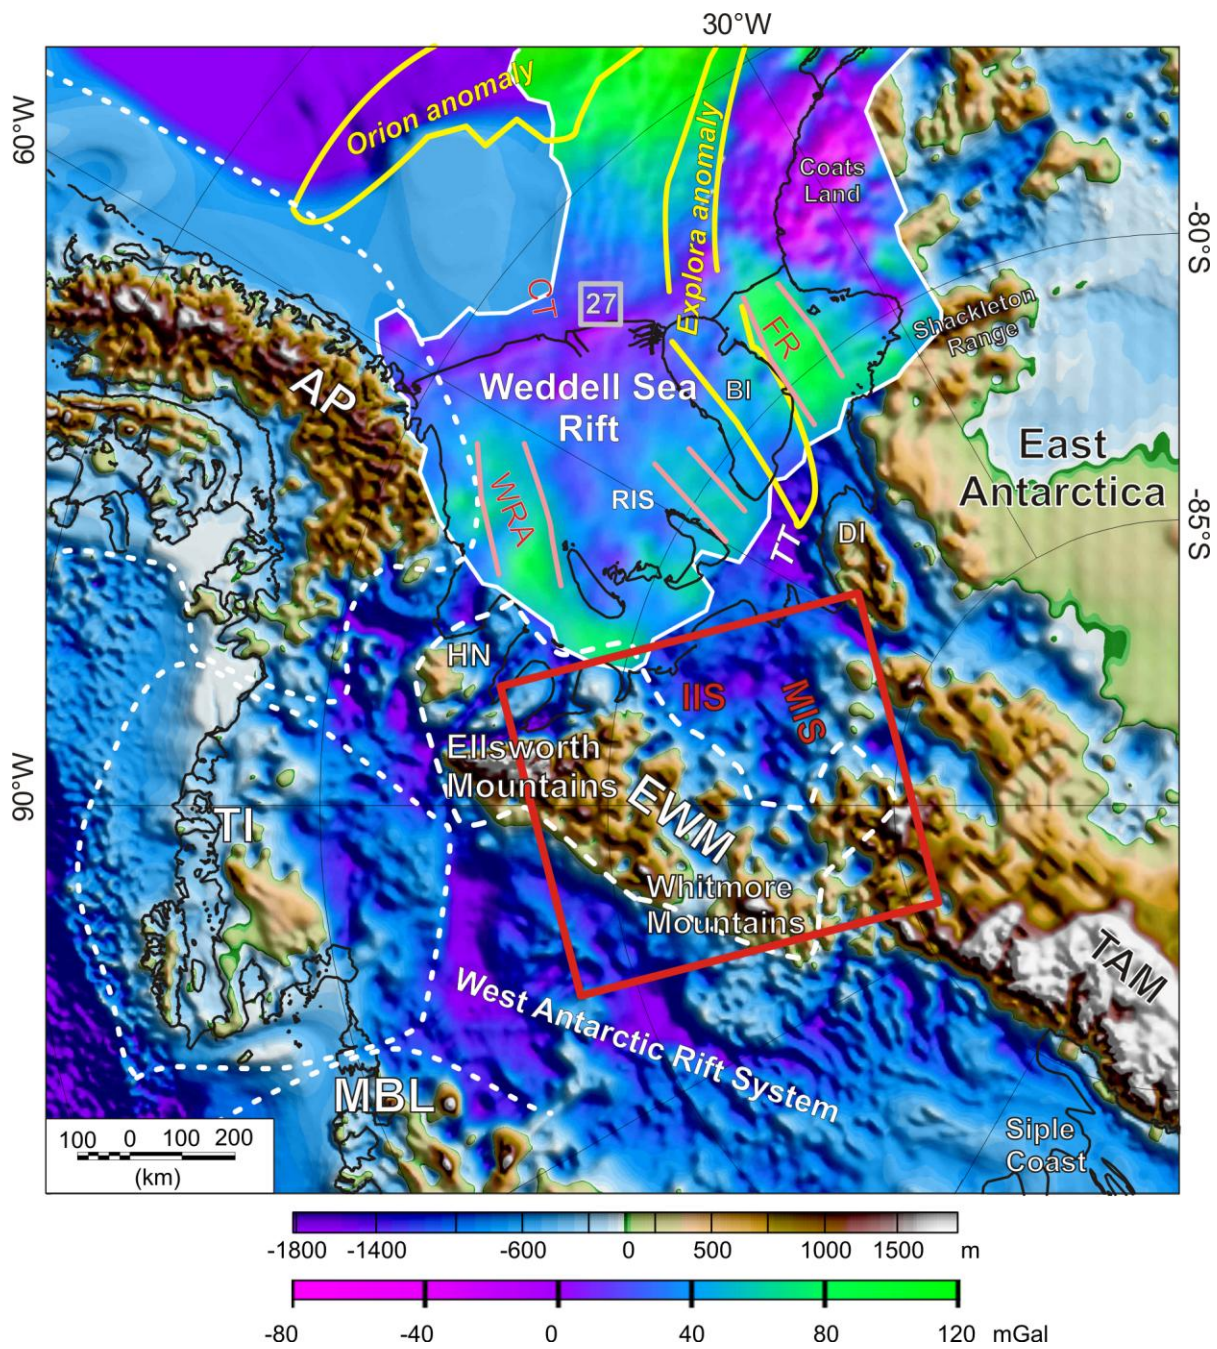 30°W
60°W
Orion anomaly
Explora anomaly
Coats
Land
-80°S
CT
27
FR
Shackleton
Range
AP
Weddell Sea
Rift
BI
East
Antarctica
WRA
RIS
TT
DI
-85°S
HN
IIS
MIS
Ellsworth
Mountains
90°W
TI
EWM
Whitmore
Mountains
TAM
West Antarctic Rift System
MBL
Siple
Coast
100 0 100 200
(km)
-1800 -1400 -600 0 500 1000 1500 m
-80 -40 0 40 80 120 mGal